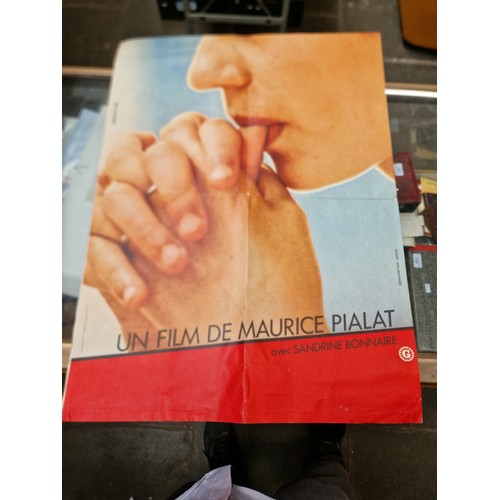 UN FILM DE MAURICE PIALAT
avec SANDRINE BONNAIRE
G